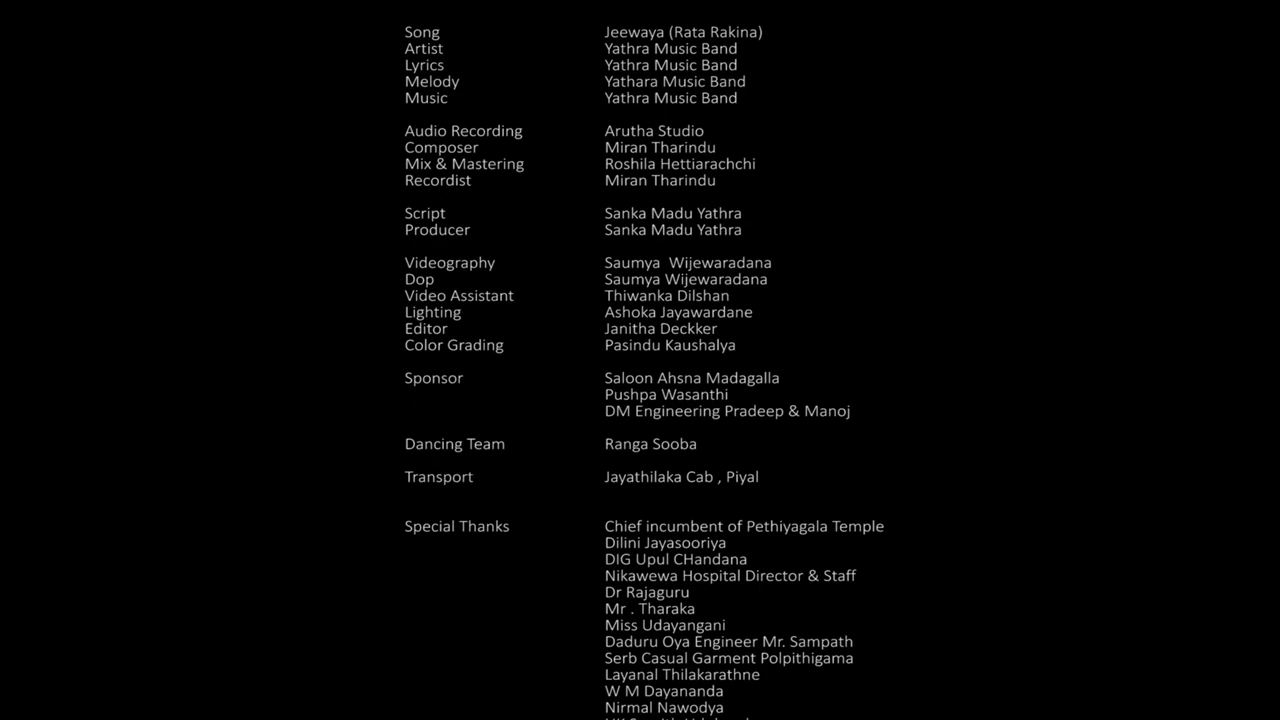 Song Jeewaya (Rata Rakina)
Artist Yathra Music Band
Lyrics Yathra Music Band
Melody Yathara Music Band
Music Yathra Music Band
Audio Recording Arutha Studio
Composer Miran Tharindu
Mix & Mastering Roshila Hettiarachchi
Recordist Miran Tharindu
Script Sanka Madu Yathra
Producer Sanka Madu Yathra
Videography Saumya  Wijewaradana
Dop Saumya Wijewaradana
Video Assistant Thiwanka Dilshan
Lighting Ashoka Jayawardane
Editor Janitha Deckker
Color Grading Pasindu Kaushalya
Sponsor Saloon Ahsna Madagalla
Pushpa Wasanthi
DM Engineering Pradeep & Manoj
Dancing Team Ranga Sooba
Transport Jayathilaka Cab , Piyal
Special Thanks Chief incumbent of Pethiyagala Temple
Dilini Jayasooriya
DIG Upul CHandana
Nikawewa Hospital Director & Staff
Dr Rajaguru
Mr . Tharaka
Miss Udayangani
Daduru Oya Engineer Mr. Sampath
Serb Casual Garment Polpithigama
Layanal Thilakarathne
W M Dayananda
Nirmal Nawodya